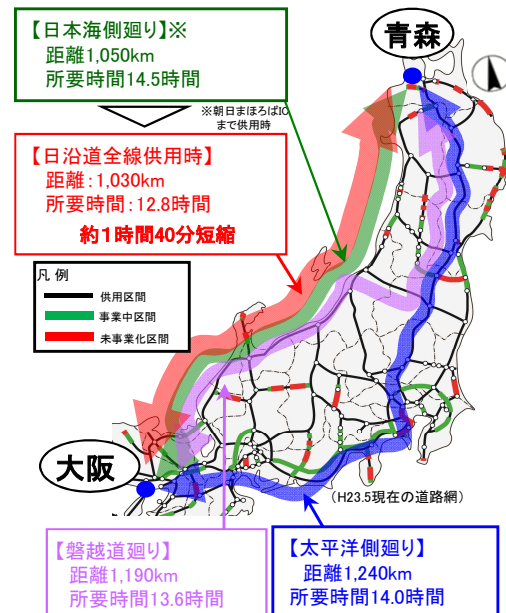 【日本海側廻り】※
距離1,050km
所要時間14.5時間
※朝日まほろばIC
まで供用時
【日沿道全線供用時】
距離:1,030km
所要時間:12.8時間
約1時間40分短縮
凡 例
供用区間
事業中区間
未事業化区間
青森
大阪
(H23.5現在の道路網)
【磐越道廻り】
距離1,190km
所要時間13.6時間
【太平洋側廻り】
距離1,240km
所要時間14.0時間